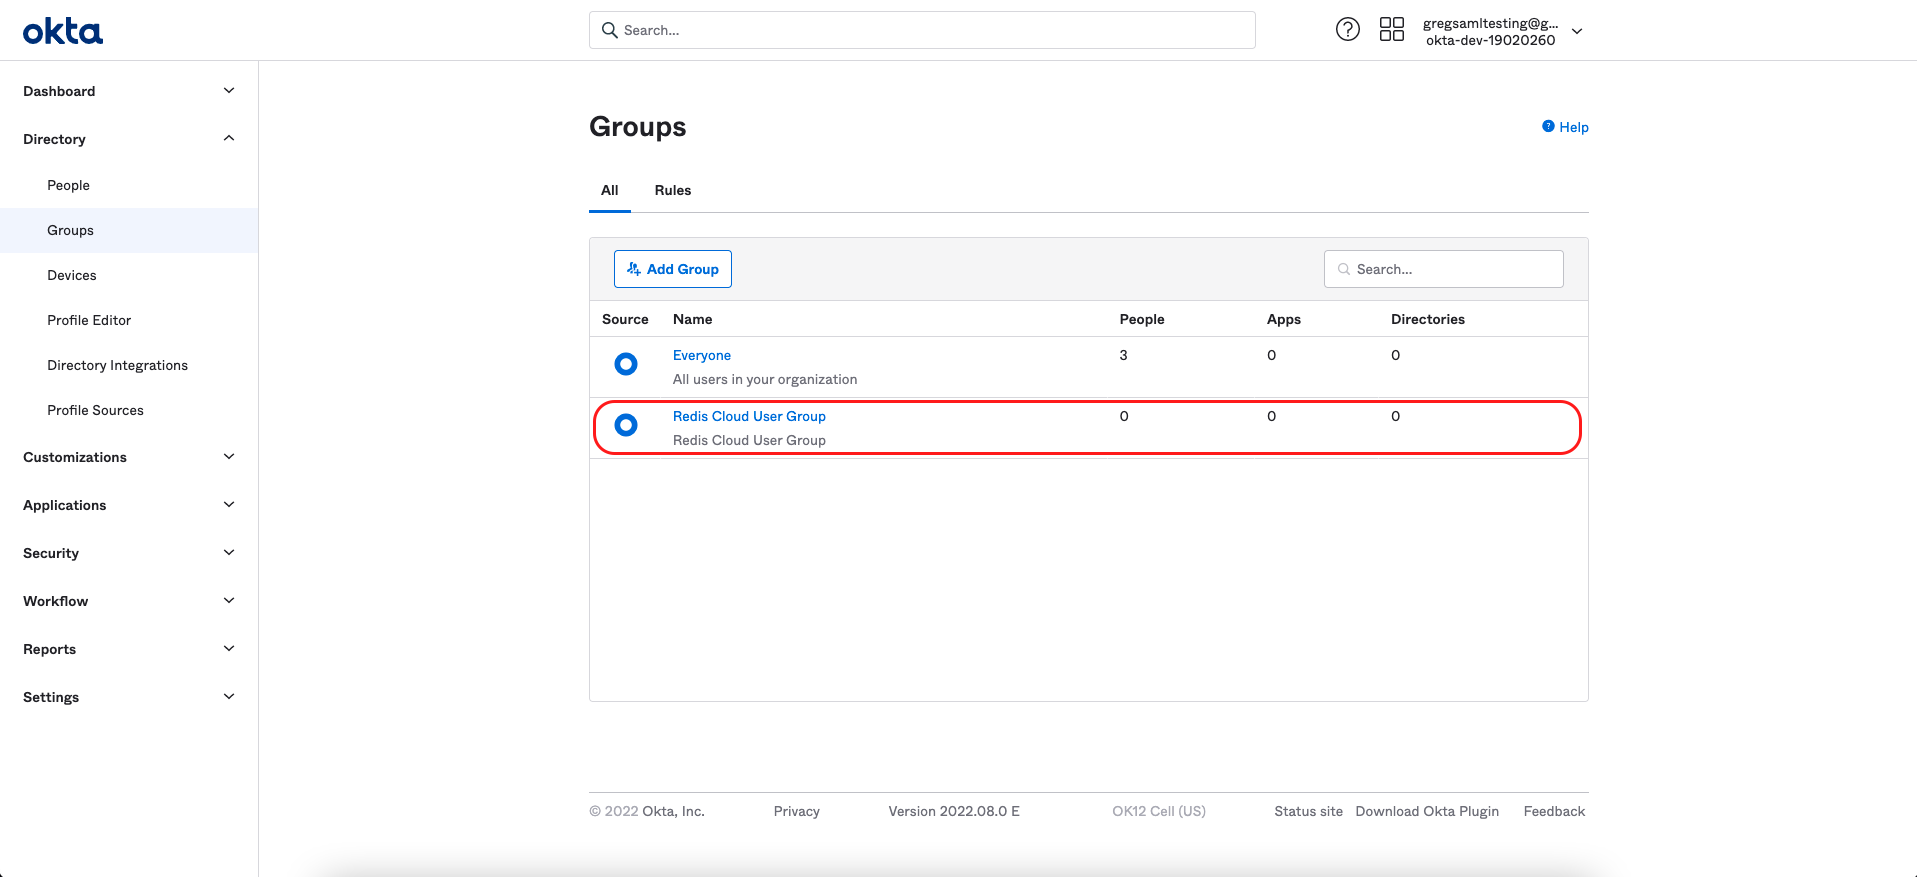 okta
Search...
gregsamltesting@g...
okta-dev-19020260
Dashboard
Directory
People
Groups
Devices
Profile Editor
Directory Integrations
Profile Sources
Customizations
Applications
Security
Workflow
Reports
Settings
Groups
Help
All Rules
Add Group
Search...
Source Name People Apps Directories
Everyone 3 0 0
All users in your organization
Redis Cloud User Group 0 0 0
Redis Cloud User Group
© 2022 Okta, Inc. Privacy Version 2022.08.0 E OK12 Cell (US) Status site Download Okta Plugin Feedback